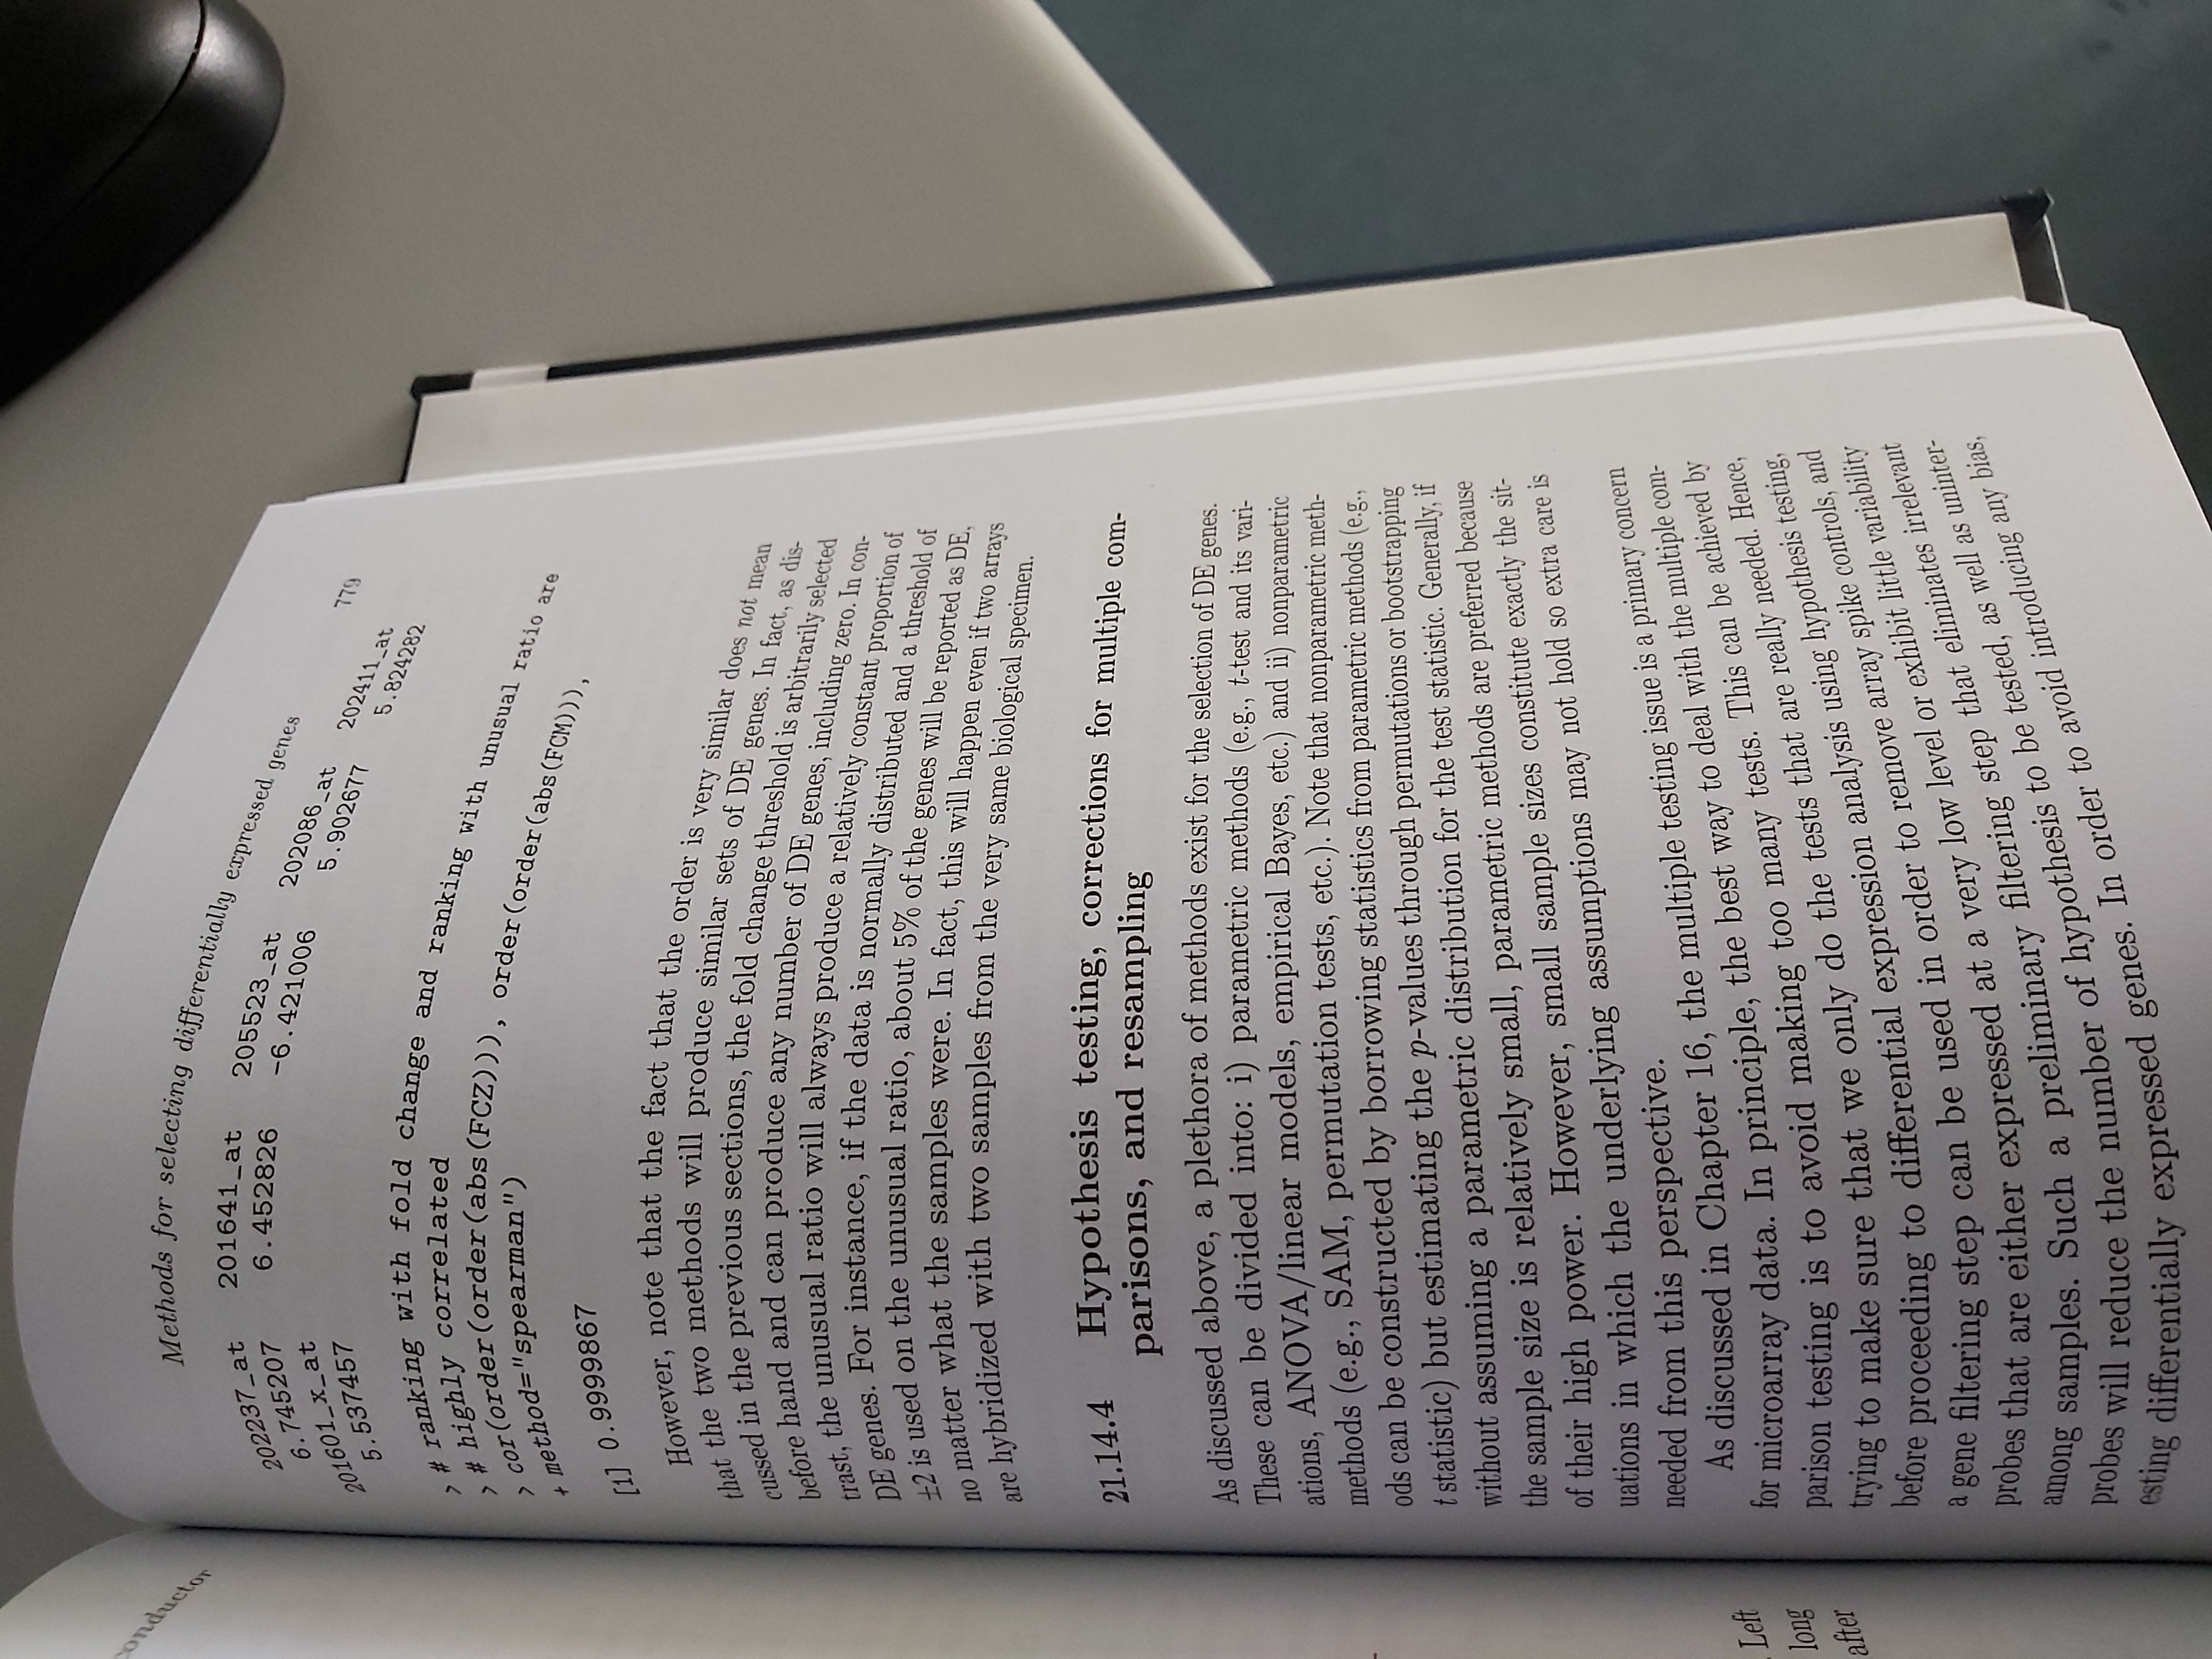 onductor
Left
long
after
Methods for selecting differentially expressed genes 779
202237_at 201641_at 205523_at 202086_at 202411_at
6.745207 6.452826 -6.421006 5.902677 5.824282
201601_x_at
5.537457
> # ranking with fold change and ranking with unusual ratio are
> # highly correlated
> cor(order(order(abs(FCZ))), order(order(abs(FCM))),
+ method="spearman")
[1] 0.9999867
However, note that the fact that the order is very similar does not mean
that the two methods will produce similar sets of DE genes. In fact, as dis-
cussed in the previous sections, the fold change threshold is arbitrarily selected
before hand and can produce any number of DE genes, including zero. In con-
trast, the unusual ratio will always produce a relatively constant proportion of
DE genes. For instance, if the data is normally distributed and a threshold of
±2 is used on the unusual ratio, about 5% of the genes will be reported as DE,
no matter what the samples were. In fact, this will happen even if two arrays
are hybridized with two samples from the very same biological specimen.
21.14.4 Hypothesis testing, corrections for multiple com-
parisons, and resampling
As discussed above, a plethora of methods exist for the selection of DE genes.
These can be divided into: i) parametric methods (e.g., t-test and its vari-
ations, ANOVA/linear models, empirical Bayes, etc.) and ii) nonparametric
methods (e.g., SAM, permutation tests, etc.). Note that nonparametric meth-
ods can be constructed by borrowing statistics from parametric methods (e.g.,
t statistic) but estimating the p-values through permutations or bootstrapping
without assuming a parametric distribution for the test statistic. Generally, if
the sample size is relatively small, parametric methods are preferred because
of their high power. However, small sample sizes constitute exactly the sit-
uations in which the underlying assumptions may not hold so extra care is
needed from this perspective.
As discussed in Chapter 16, the multiple testing issue is a primary concern
for microarray data. In principle, the best way to deal with the multiple com-
parison testing is to avoid making too many tests. This can be achieved by
trying to make sure that we only do the tests that are really needed. Hence,
before proceeding to differential expression analysis using hypothesis testing,
a gene filtering step can be used in order to remove array spike controls, and
probes that are either expressed at a very low level or exhibit little variability
among samples. Such a preliminary filtering step that eliminates irrelevant
probes will reduce the number of hypothesis to be tested, as well as uninter-
esting differentially expressed genes. In order to avoid introducing any bias,